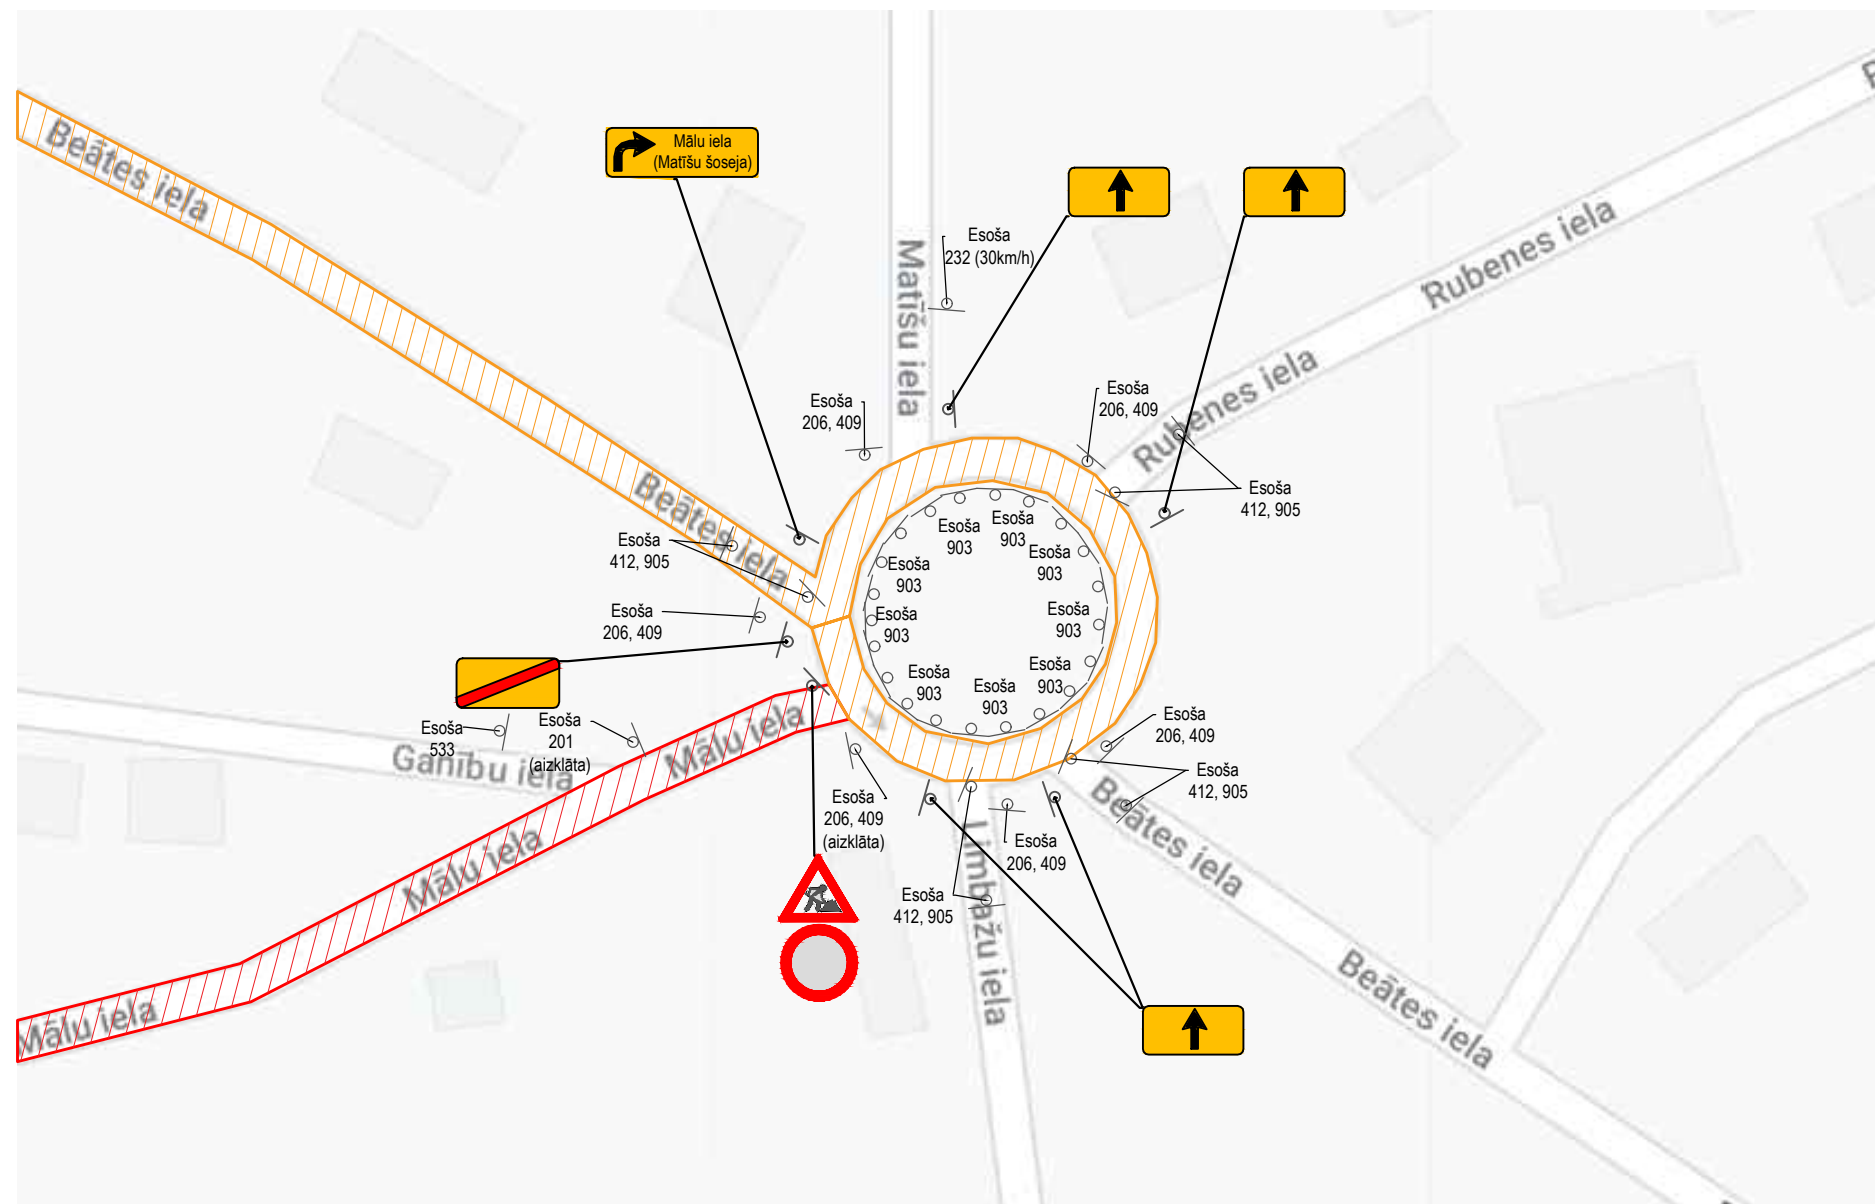 Beātes iela
Mālu iela
(Matīšu šoseja)
Esoša
232 (30km/h)
Matīšu iela
Rubenes iela
Rubenes iela
Esoša
206, 409
Esoša
206, 409
Esoša
412, 905
Beātes iela
Esoša
412, 905
Esoša
903
Esoša
903
Esoša
903
Esoša
903
Esoša
206, 409
Esoša
903
Esoša
903
Esoša
903
Esoša
903
Esoša
903
Esoša
533
Esoša
201
(aizklāta)
Ganību iela
Mālu iela
Esoša
206, 409
Esoša
412, 905
Esoša
206, 409
(aizklāta)
Esoša
206, 409
Beātes iela
Mālu iela
Esoša
412, 905
Limbažu iela
Beātes iela
Mālu iela